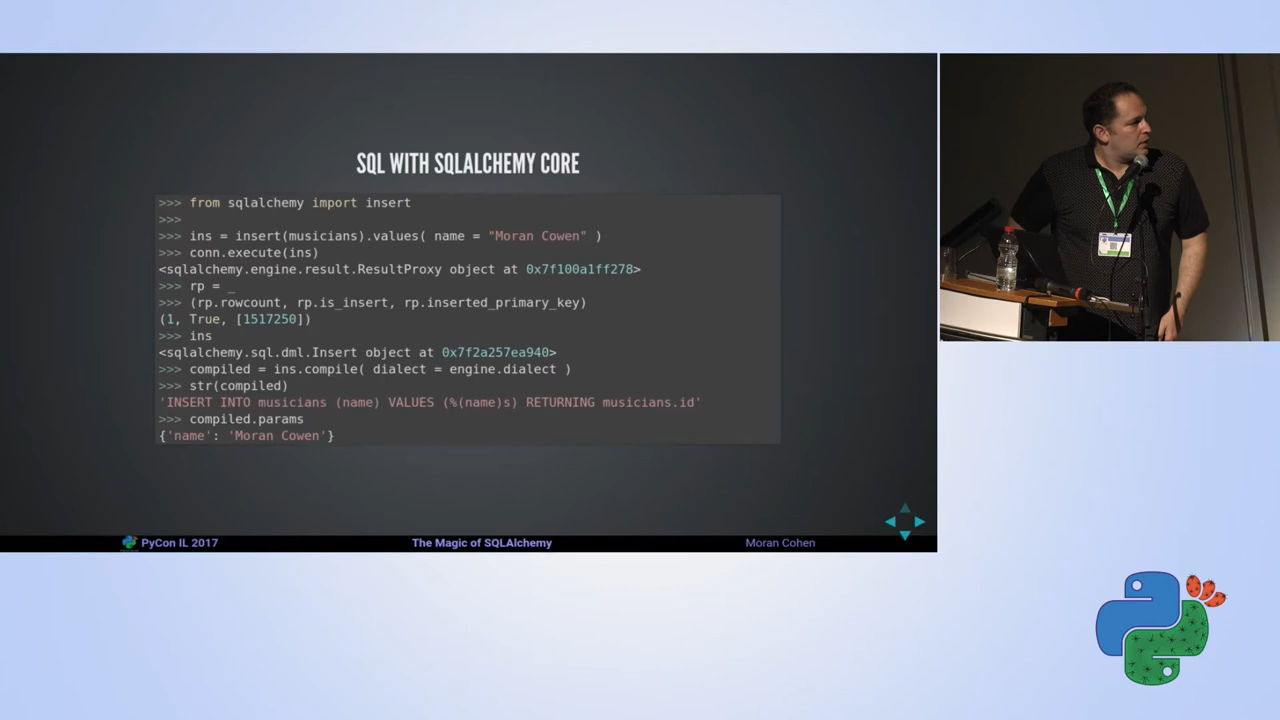 SQL WITH SQLALCHEMY CORE
>>> from sqlalchemy import insert
>>>
>>> ins = insert(musicians).values( name = "Moran Cowen" )
>>> conn.execute(ins)
<sqlalchemy.engine.result.ResultProxy object at 0x7f100a1ff278>
>>> rp = _
>>> (rp.rowcount, rp.is_insert, rp.inserted_primary_key)
(1, True, [1517250])
>>> ins
<sqlalchemy.sql.dml.Insert object at 0x7f2a257ea940>
>>> compiled = ins.compile( dialect = engine.dialect )
>>> str(compiled)
'INSERT INTO musicians (name) VALUES (%(name)s) RETURNING musicians.id'
>>> compiled.params
{'name': 'Moran Cowen'}
PyCon IL 2017
The Magic of SQLAlchemy
Moran Cohen